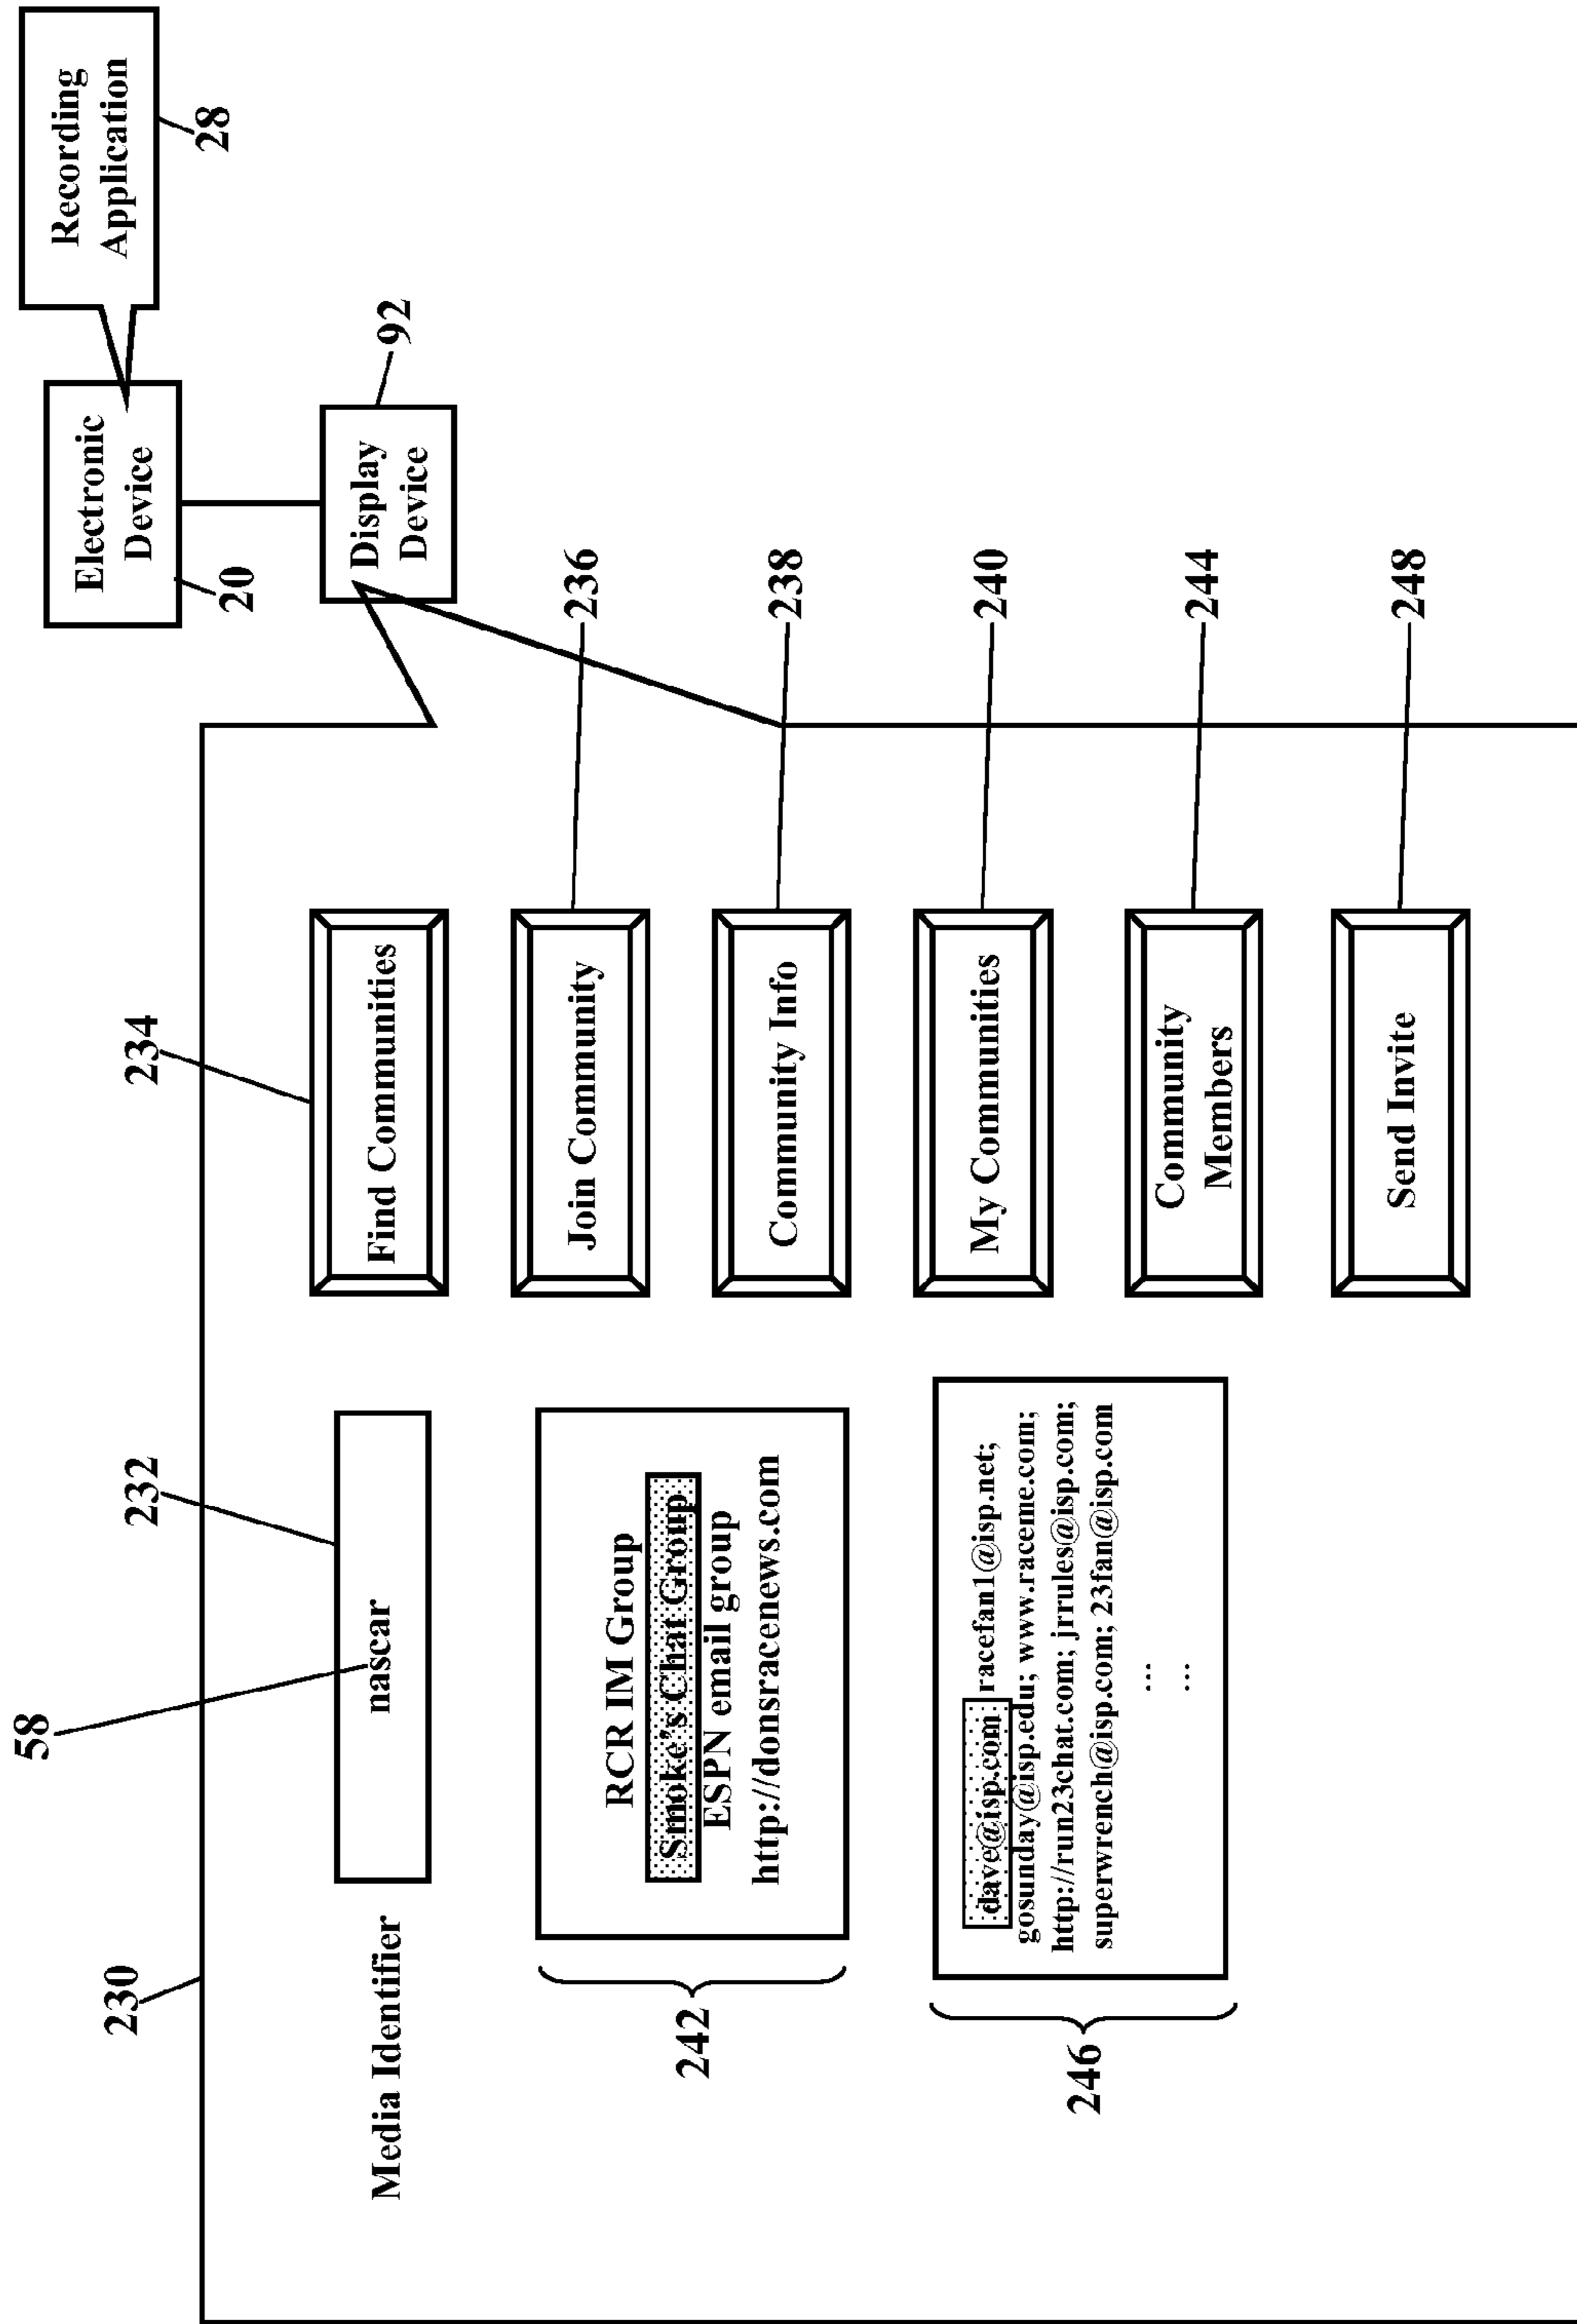 Recording
Application
28
Electronic
Device
20
Display
Device
92
230
58
232
234
Media Identifier
nascar
Find Communities
236
Join Community
238
Community Info
240
My Communities
244
Community
Members
248
Send Invite
242
RCR IM Group
Smoke's Chat Group
ESPN email group
http://donsracenews.com
246
dave@isp.com racefan1@isp.net;
gosunday@isp.edu; www.raceme.com;
http://run23chat.com; jrrules@isp.com;
superwrench@isp.com; 23fan@isp.com
...
...